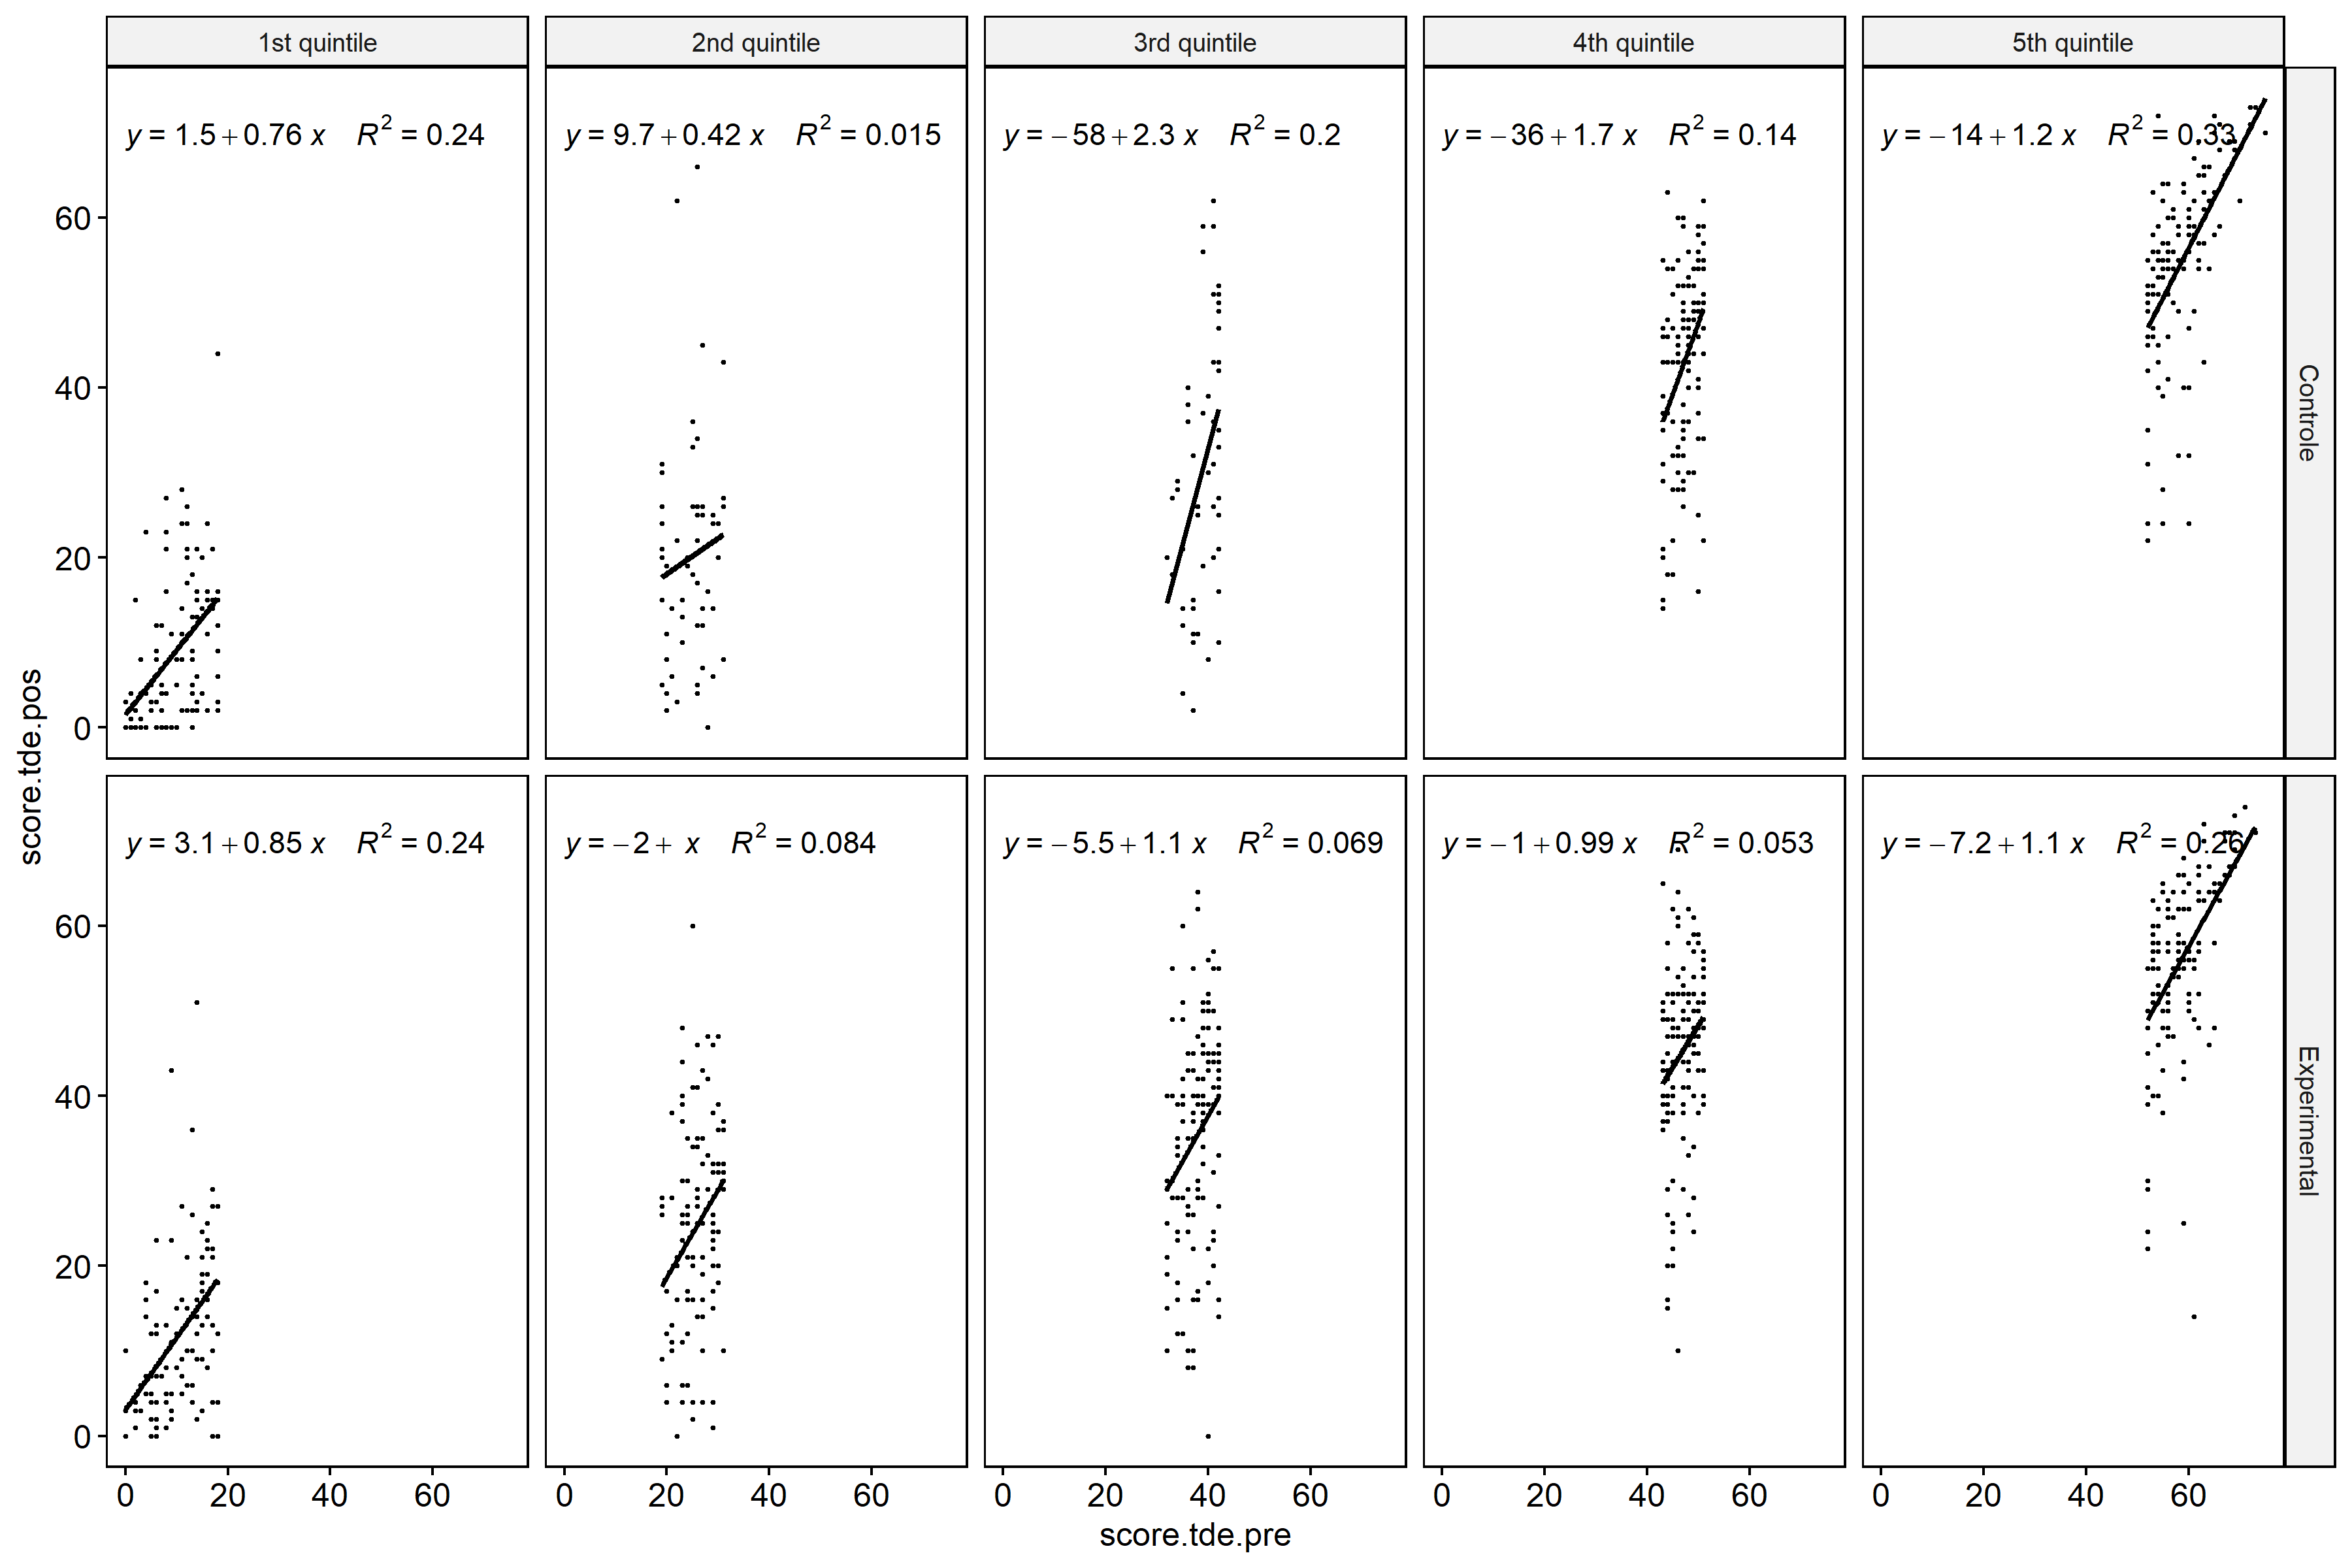 1st quintile 2nd quintile 3rd quintile 4th quintile 5th quintile
y = 1.5 + 0.76 x R² = 0.24
y = 9.7 + 0.42 x R² = 0.015
y = −58 + 2.3 x R² = 0.2
y = −36 + 1.7 x R² = 0.14
y = −14 + 1.2 x R² = 0.33
Controle
60
40
20
0
score.tde.pos
y = 3.1 + 0.85 x R² = 0.24
y = −2 + x R² = 0.084
y = −5.5 + 1.1 x R² = 0.069
y = −1 + 0.99 x R² = 0.053
y = −7.2 + 1.1 x R² = 0.26
Experimental
60
40
20
0
0 20 40 60 0 20 40 60 0 20 40 60 0 20 40 60 0 20 40 60
score.tde.pre